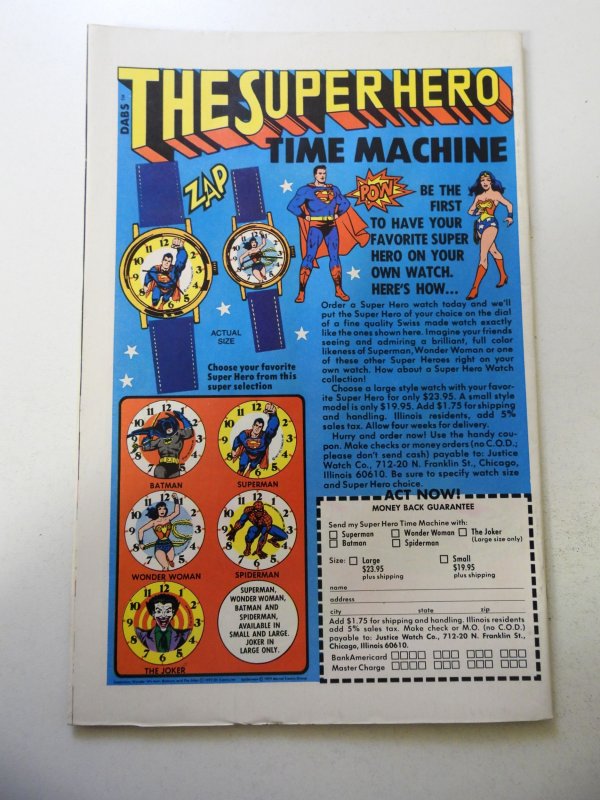 DABS™
THE SUPER HERO
TIME MACHINE
ZAP
POW
BE THE
FIRST
TO HAVE YOUR
FAVORITE SUPER
HERO ON YOUR
OWN WATCH.
HERE'S HOW...
ACTUAL
SIZE
Choose your favorite
Super Hero from this
super selection
Order a Super Hero watch today and we'll
put the Super Hero of your choice on the dial
of a fine quality Swiss made watch exactly
like the ones shown here. Imagine your friends
seeing and admiring a brilliant, full color
likeness of Superman, Wonder Woman or one
of these other Super Heroes right on your
own watch. How about a Super Hero Watch
collection!
Choose a large style watch with your favor-
ite Super Hero for only $23.95. A small style
model is only $19.95. Add $1.75 for shipping
and handling. Illinois residents, add 5%
sales tax. Allow four weeks for delivery.
Hurry and order now! Use the handy cou-
pon. Make checks or money orders (no C.O.D.;
please don't send cash) payable to: Justice
Watch Co., 712-20 N. Franklin St., Chicago,
Illinois 60610. Be sure to specify watch size
and Super Hero choice.
BATMAN
SUPERMAN
WONDER WOMAN
SPIDERMAN
THE JOKER
SUPERMAN,
WONDER WOMAN,
BATMAN AND
SPIDERMAN,
AVAILABLE IN
SMALL AND LARGE.
JOKER IN
LARGE ONLY.
ACT NOW!
MONEY BACK GUARANTEE
Send my Super Hero Time Machine with:
Superman Wonder Woman The Joker
(Large size only)
Batman Spiderman
Size: Large Small
$23.95 $19.95
plus shipping plus shipping
name
address
city state zip
Add $1.75 for shipping and handling. Illinois residents
add 5% sales tax. Make check or M.O. (no C.O.D.)
payable to: Justice Watch Co., 712-20 N. Franklin St.,
Chicago, Illinois 60610.
BankAmericard
Master Charge